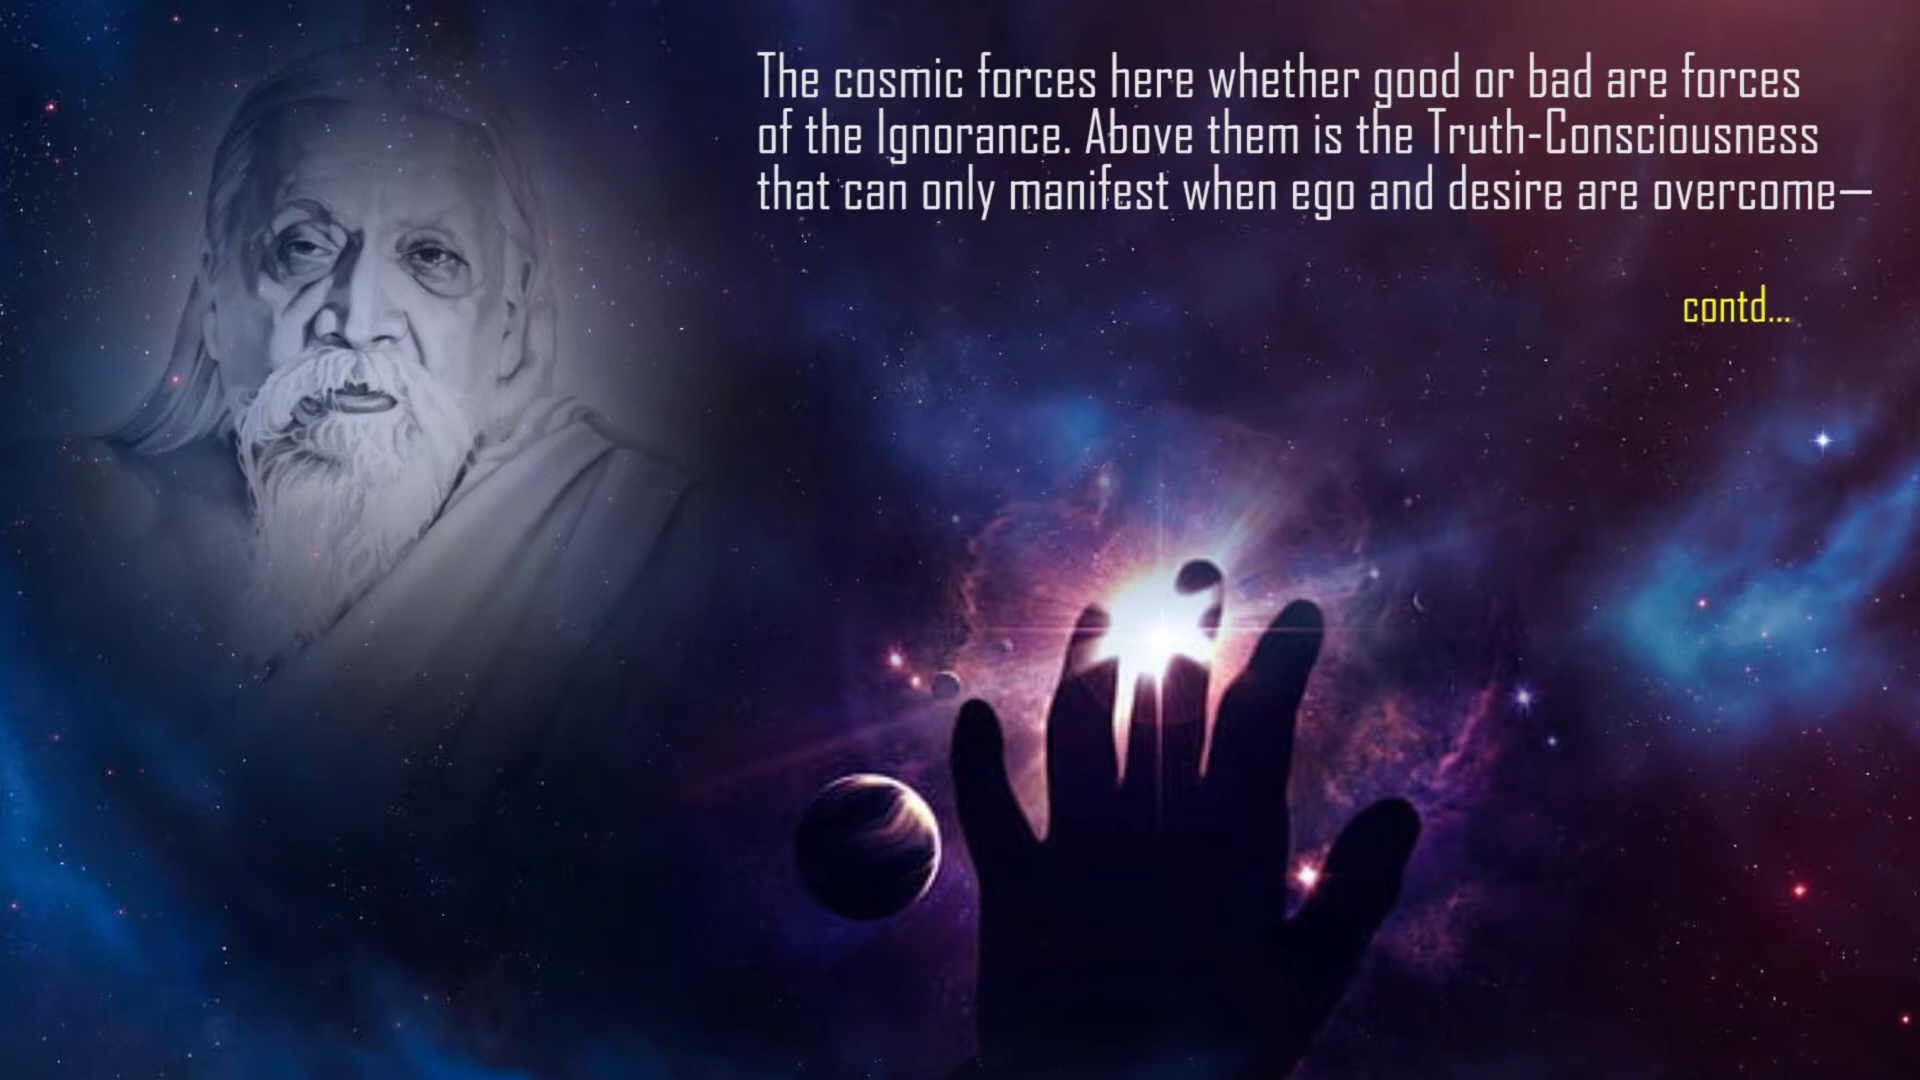 The cosmic forces here whether good or bad are forces
of the Ignorance. Above them is the Truth-Consciousness
that can only manifest when ego and desire are overcome—
contd...